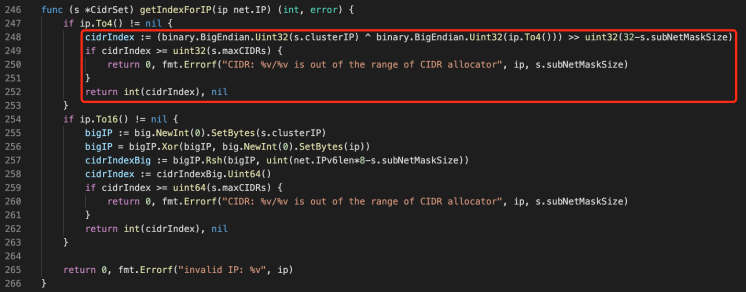 246 func (s *CidrSet) getIndexForIP(ip net.IP) (int, error) {
247 if ip.To4() != nil {
248 cidrIndex := (binary.BigEndian.Uint32(s.clusterIP) ^ binary.BigEndian.Uint32(ip.To4())) >> uint32(32-s.subNetMaskSize)
249 if cidrIndex >= uint32(s.maxCIDRs) {
250 return 0, fmt.Errorf("CIDR: %v/%v is out of the range of CIDR allocator", ip, s.subNetMaskSize)
251 }
252 return int(cidrIndex), nil
253 }
254 if ip.To16() != nil {
255 bigIP := big.NewInt(0).SetBytes(s.clusterIP)
256 bigIP = bigIP.Xor(bigIP, big.NewInt(0).SetBytes(ip))
257 cidrIndexBig := bigIP.Rsh(bigIP, uint(net.IPv6len*8-s.subNetMaskSize))
258 cidrIndex := cidrIndexBig.Uint64()
259 if cidrIndex >= uint64(s.maxCIDRs) {
260 return 0, fmt.Errorf("CIDR: %v/%v is out of the range of CIDR allocator", ip, s.subNetMaskSize)
261 }
262 return int(cidrIndex), nil
263 }
264
265 return 0, fmt.Errorf("invalid IP: %v", ip)
266 }